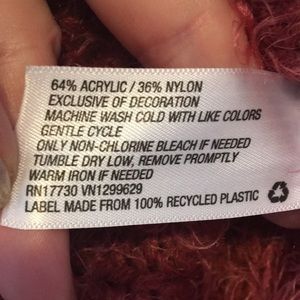 64% ACRYLIC / 36% NYLON
EXCLUSIVE OF DECORATION
MACHINE WASH COLD WITH LIKE COLORS
GENTLE CYCLE
ONLY NON-CHLORINE BLEACH IF NEEDED
TUMBLE DRY LOW, REMOVE PROMPTLY
WARM IRON IF NEEDED
RN17730 VN1299629
LABEL MADE FROM 100% RECYCLED PLASTIC